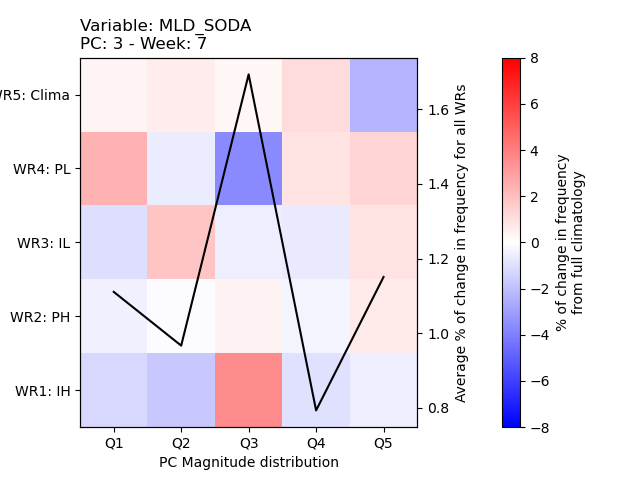 Variable: MLD_SODA
PC: 3 - Week: 7
WR5: Clima
WR4: PL
WR3: IL
WR2: PH
WR1: IH
Q1 Q2 Q3 Q4 Q5
PC Magnitude distribution
1.6
1.4
1.2
1.0
0.8
Average % of change in frequency for all WRs
8
6
4
2
0
−2
−4
−6
−8
% of change in frequency
from full climatology